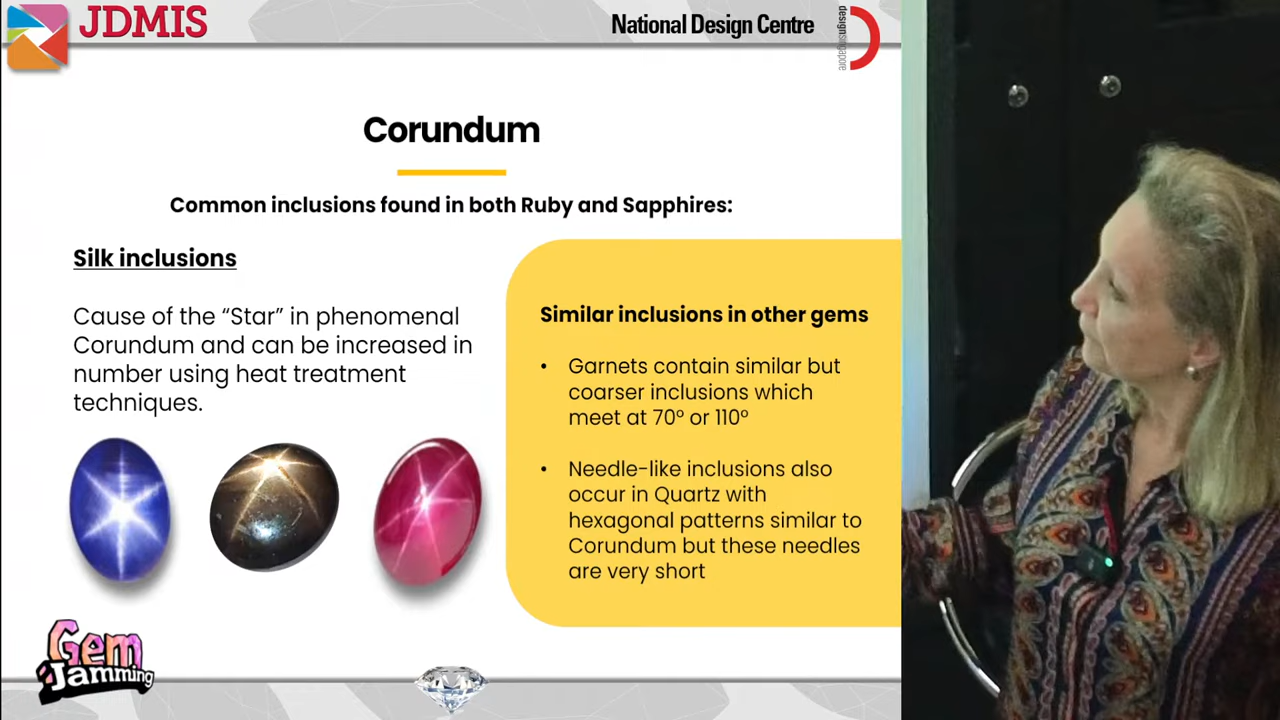 JDMIS
National Design Centre
designsingapore
Corundum
Common inclusions found in both Ruby and Sapphires:
Silk inclusions
Cause of the “Star” in phenomenal
Corundum and can be increased in
number using heat treatment
techniques.
Similar inclusions in other gems
• Garnets contain similar but
coarser inclusions which
meet at 70º or 110º
• Needle-like inclusions also
occur in Quartz with
hexagonal patterns similar to
Corundum but these needles
are very short
Gem
Jamming